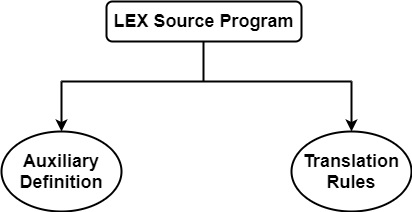 LEX Source Program
Auxiliary
Definition
Translation
Rules